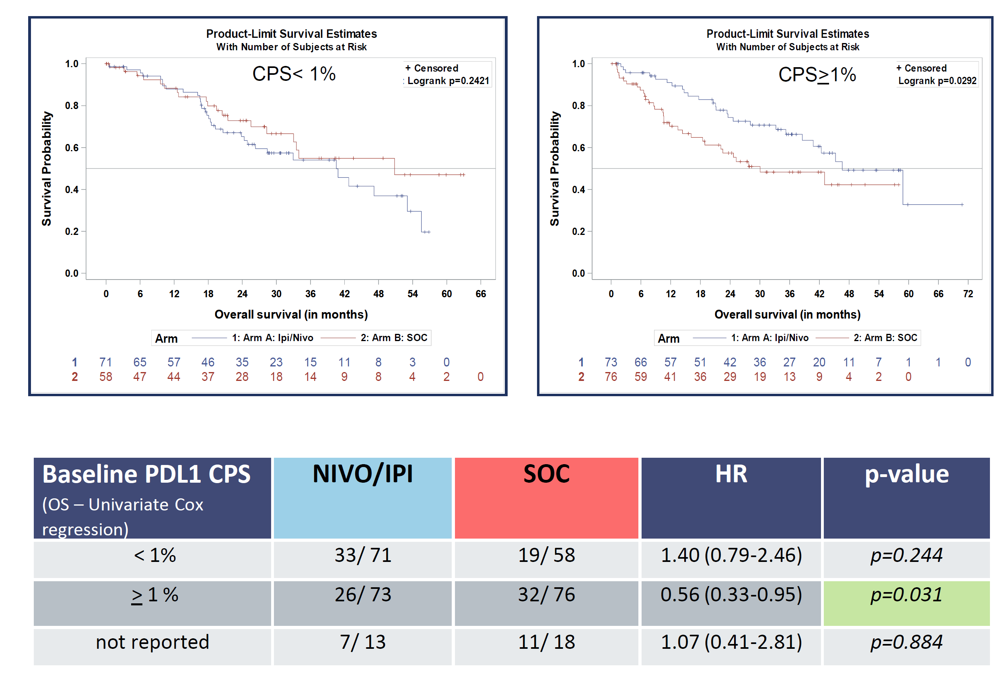 Product-Limit Survival Estimates
With Number of Subjects at Risk
CPS< 1%
+ Censored
: Logrank p=0.2421
Survival Probability
1.0
0.8
0.6
0.4
0.2
0.0
0 6 12 18 24 30 36 42 48 54 60 66
Overall survival (in months)
Arm 1: Arm A: Ipi/Nivo 2: Arm B: SOC
1 71 65 57 46 35 23 15 11 8 3 0
2 58 47 44 37 28 18 14 9 8 4 2 0
Product-Limit Survival Estimates
With Number of Subjects at Risk
CPS≥1%
+ Censored
Logrank p=0.0292
Survival Probability
1.0
0.8
0.6
0.4
0.2
0.0
0 6 12 18 24 30 36 42 48 54 60 66 72
Overall survival (in months)
Arm 1: Arm A: Ipi/Nivo 2: Arm B: SOC
1 73 66 57 51 42 36 27 20 11 7 1 1 0
2 76 59 41 36 29 19 13 9 4 2 0
Baseline PDL1 CPS NIVO/IPI SOC HR p-value
(OS – Univariate Cox
regression)
< 1% 33/ 71 19/ 58 1.40 (0.79-2.46) p=0.244
≥ 1 % 26/ 73 32/ 76 0.56 (0.33-0.95) p=0.031
not reported 7/ 13 11/ 18 1.07 (0.41-2.81) p=0.884